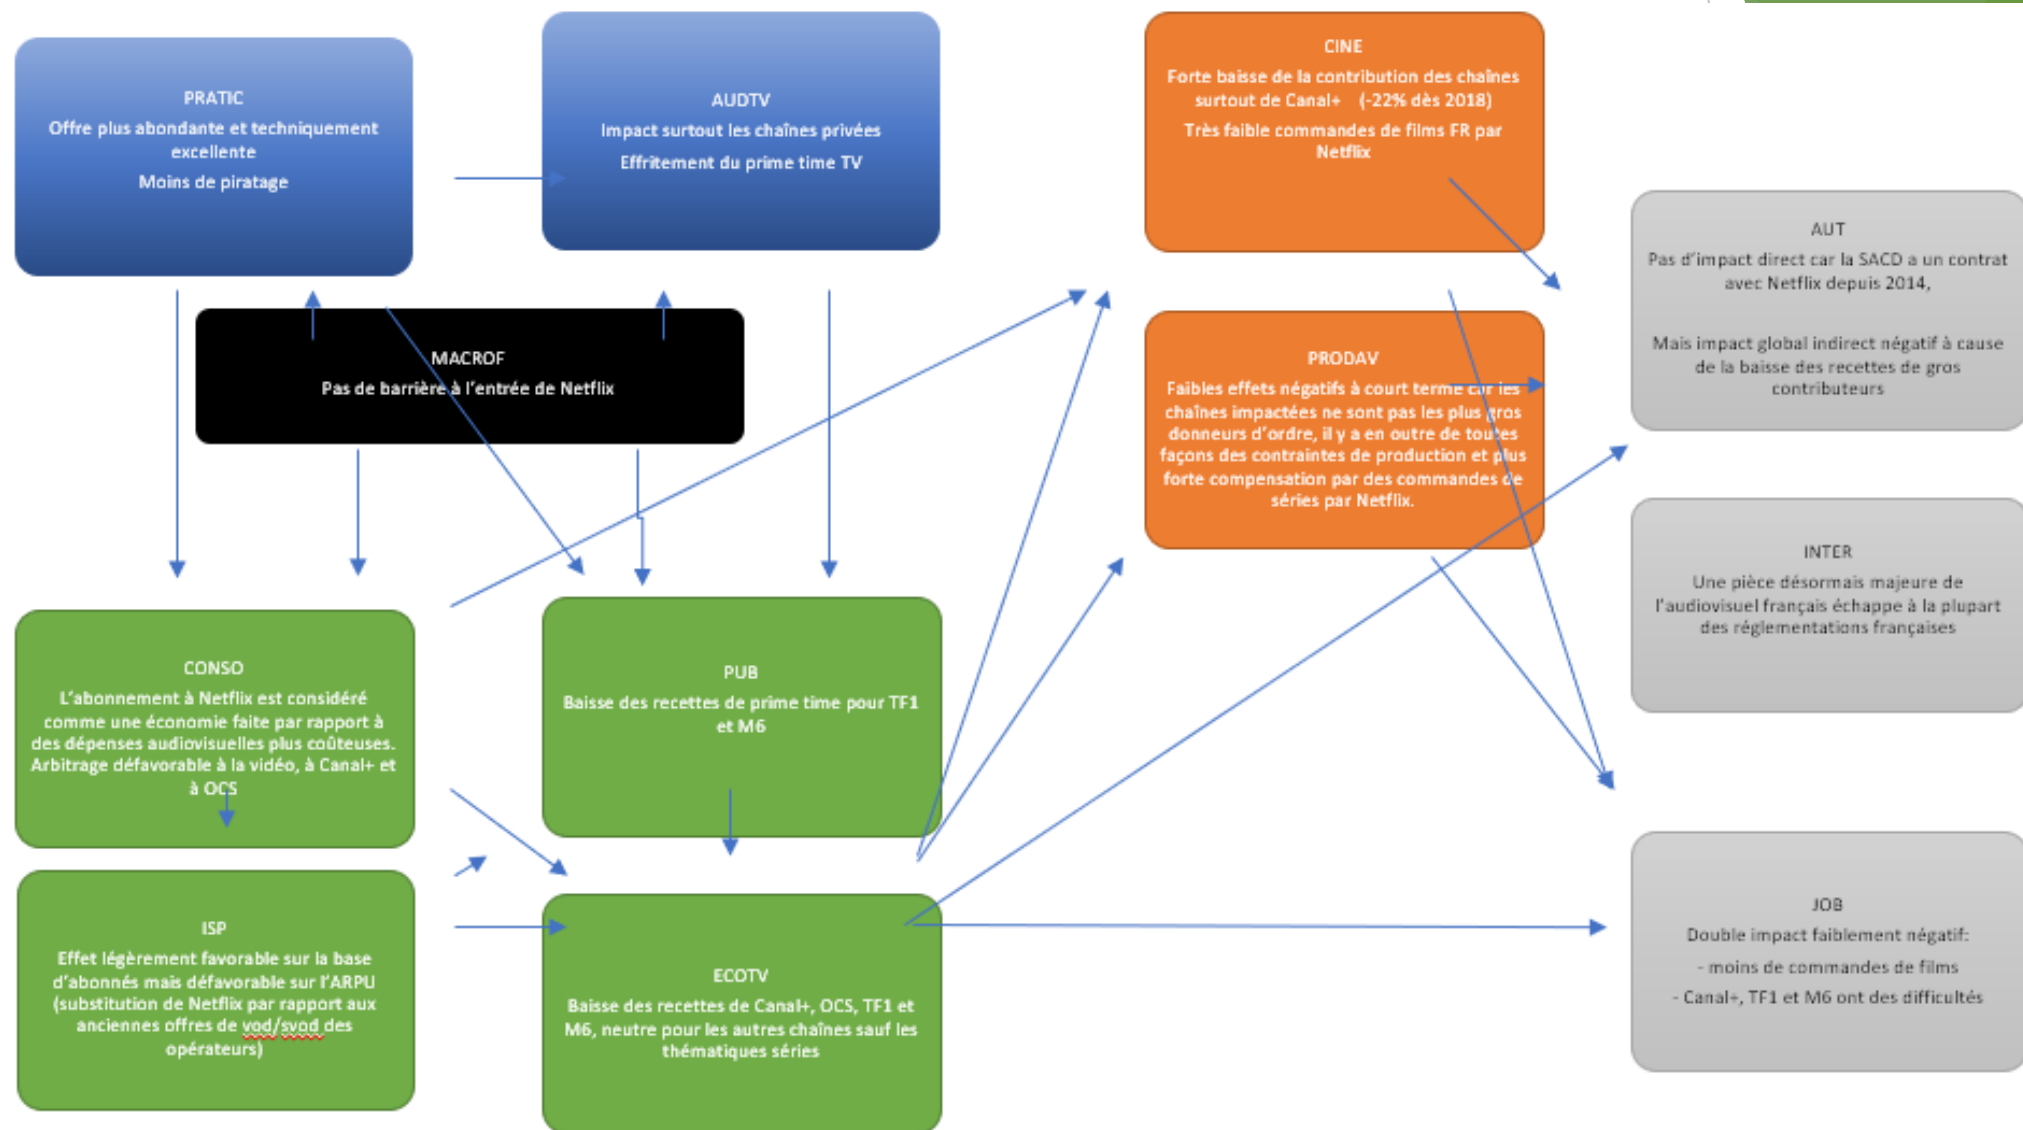 PRATIC
Offre plus abondante et techniquement
excellente
Moins de piratage
AUDTV
Impact surtout les chaînes privées
Effritement du prime time TV
CINE
Forte baisse de la contribution des chaînes
surtout de Canal+ (-22% dès 2018)
Très faible commandes de films FR par
Netflix
MACROF
Pas de barrière à l'entrée de Netflix
PRODAV
Faibles effets négatifs à court terme car les
chaînes impactées ne sont pas les plus gros
donneurs d'ordre, il y a en outre de toutes
façons des contraintes de production et plus
forte compensation par des commandes de
séries par Netflix.
AUT
Pas d'impact direct car la SACD a un contrat
avec Netflix depuis 2014,
Mais impact global indirect négatif à cause
de la baisse des recettes de gros
contributeurs
INTER
Une pièce désormais majeure de
l'audiovisuel français échappe à la plupart
des réglementations françaises
CONSO
L'abonnement à Netflix est considéré
comme une économie faite par rapport à
des dépenses audiovisuelles plus coûteuses.
Arbitrage défavorable à la vidéo, à Canal+ et
à OCS
PUB
Baisse des recettes de prime time pour TF1
et M6
ISP
Effet légèrement favorable sur la base
d'abonnés mais défavorable sur l'ARPU
(substitution de Netflix par rapport aux
anciennes offres de vod/svod des
opérateurs)
ECOTV
Baisse des recettes de Canal+, OCS, TF1 et
M6, neutre pour les autres chaînes sauf les
thématiques séries
JOB
Double impact faiblement négatif:
- moins de commandes de films
- Canal+, TF1 et M6 ont des difficultés